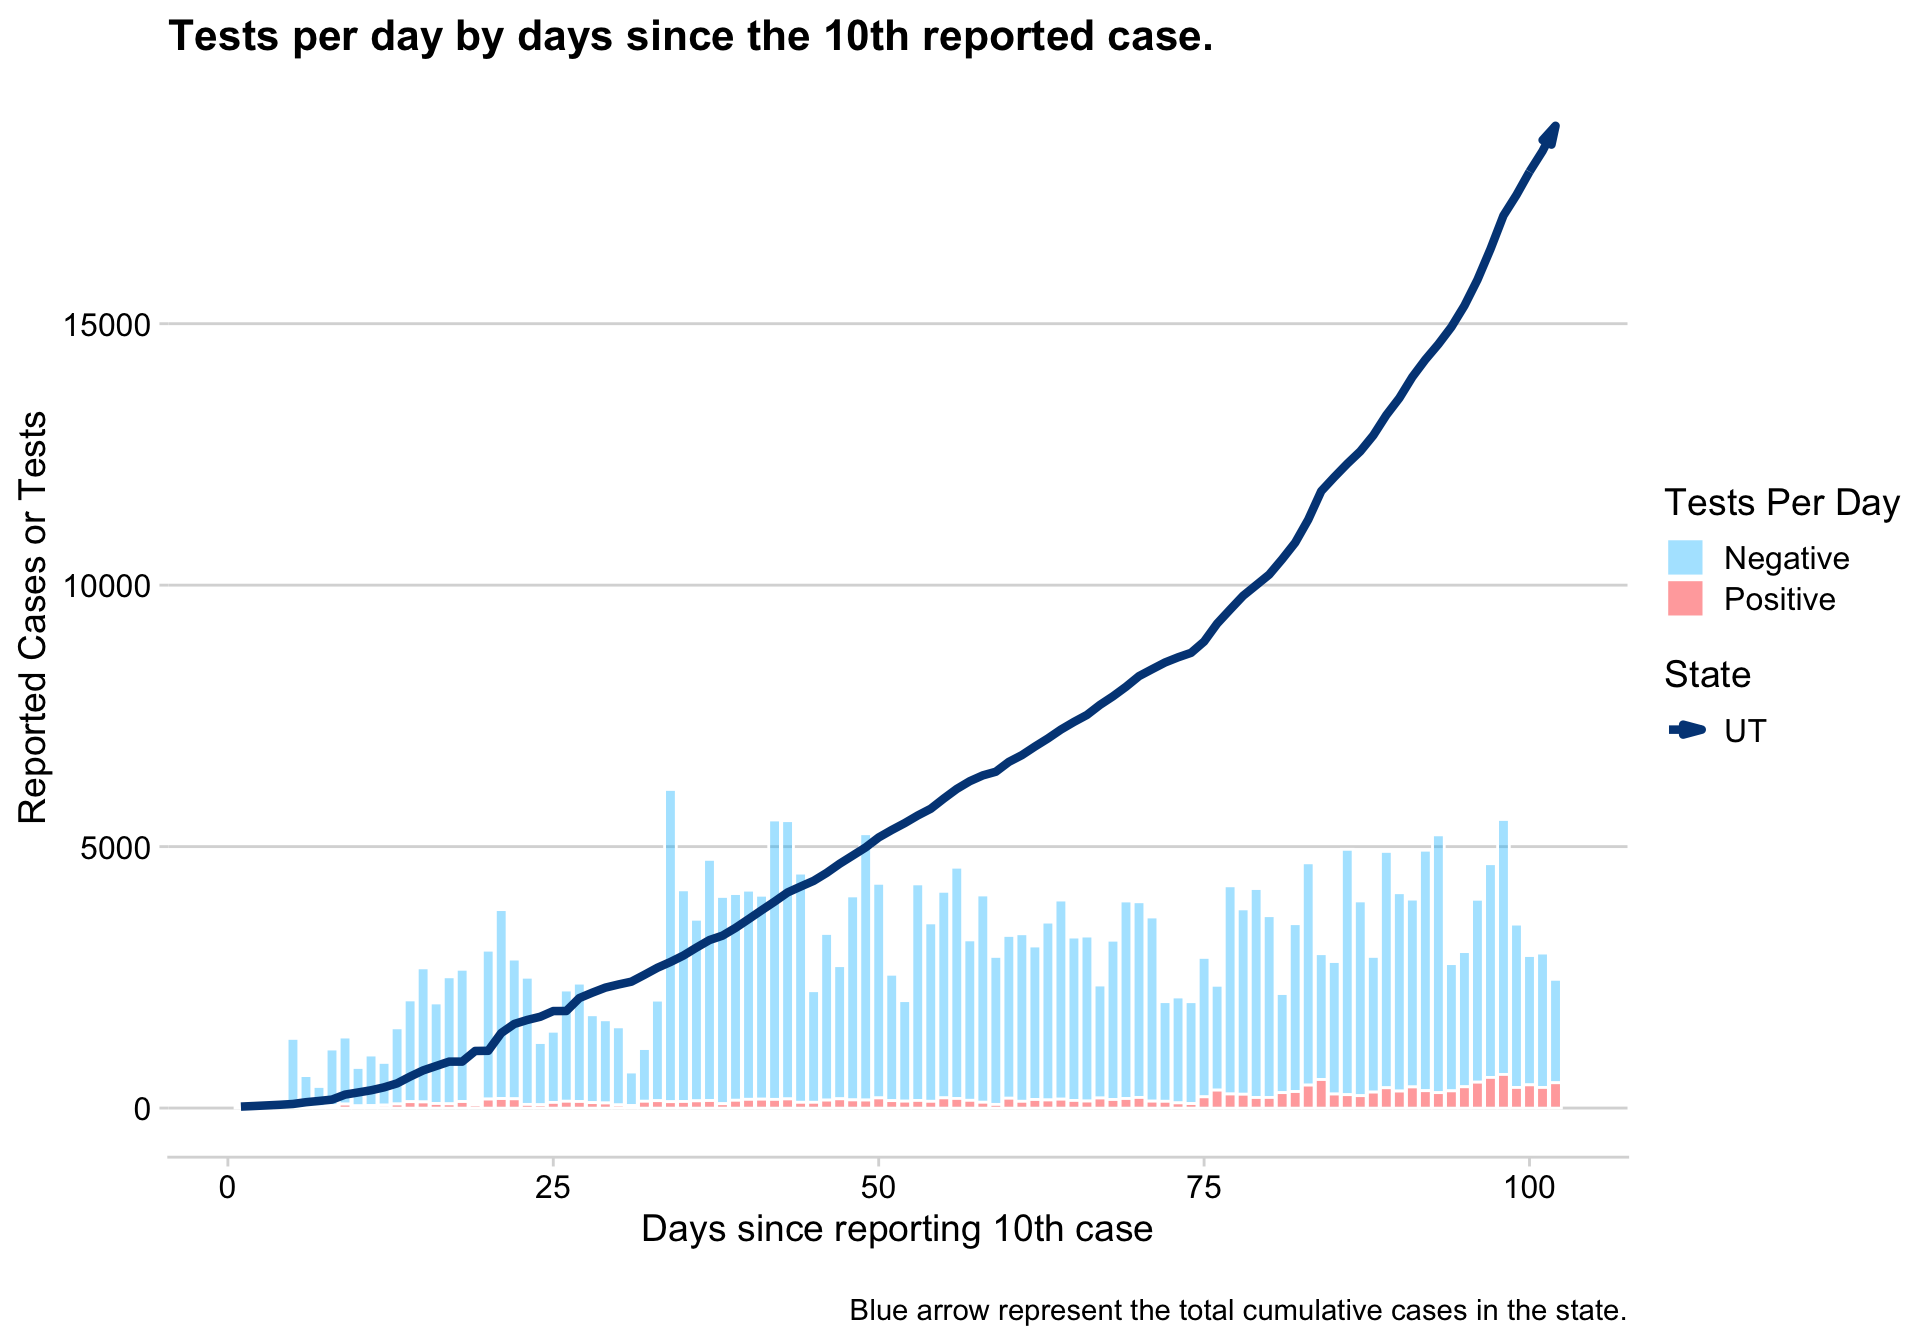 Tests per day by days since the 10th reported case.
Reported Cases or Tests
15000
10000
5000
0
0 25 50 75 100
Days since reporting 10th case
Tests Per Day
Negative
Positive
State
UT
Blue arrow represent the total cumulative cases in the state.